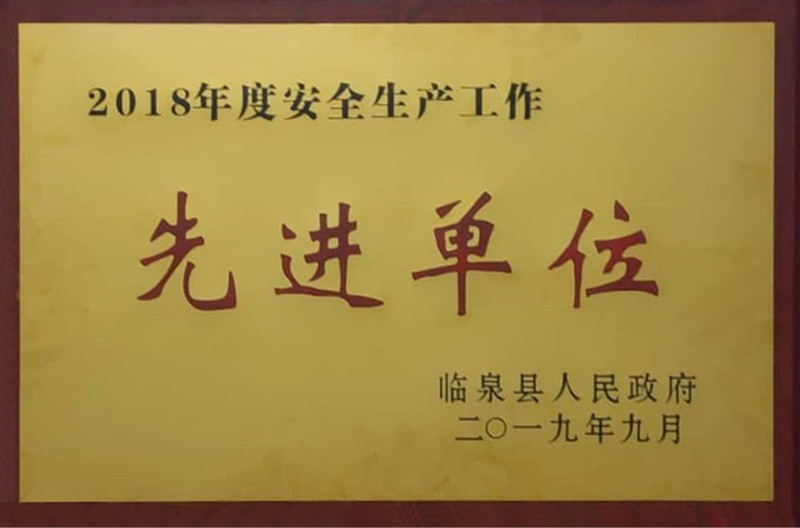 2018年度安全生产工作
先进单位
临泉县人民政府
二〇一九年九月